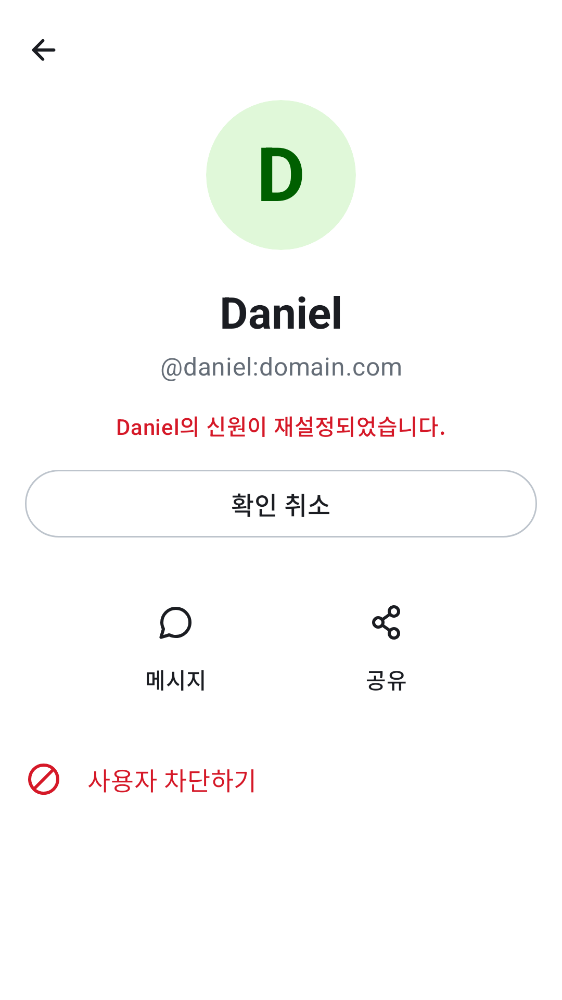 D
Daniel
@daniel:domain.com
Daniel의 신원이 재설정되었습니다.
확인 취소
메시지
공유
사용자 차단하기